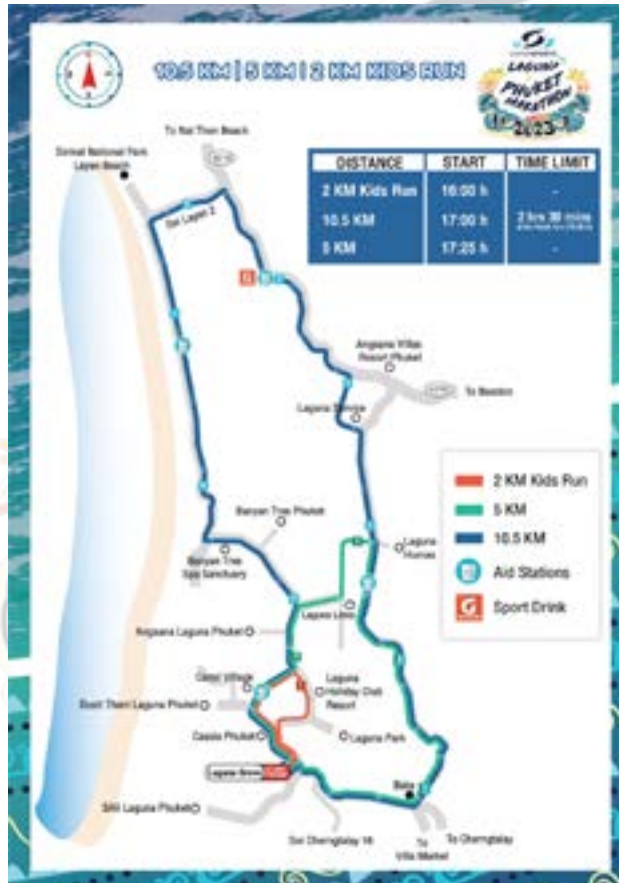 10.5 KM | 5 KM | 2 KM KIDS RUN
LAGUNA
PHUKET
MARATHON
2023
To Nai Thon Beach
Sirinat National Park
Layan Beach
Soi Layan 2
DISTANCE START TIME LIMIT
2 KM Kids Run 16:00 h -
10.5 KM 17:00 h 2 hrs 30 mins
5 KM 17:25 h -
Angsana Villas
Resort Phuket
Laguna Service
2 KM Kids Run
5 KM
10.5 KM
Aid Stations
G Sport Drink
Banyan Tree Phuket
Laguna
Homes
Banyan Tree
Spa Sanctuary
Laguna Links
Angsana Laguna Phuket
Canal Village
Laguna
Holiday Club
Resort
Dusit Thani Laguna Phuket
Cassia Phuket
Laguna Park
Laguna Grove
SAii Laguna Phuket
Soi Cherngtalay 16
To
Villa Market
To Cherngtalay